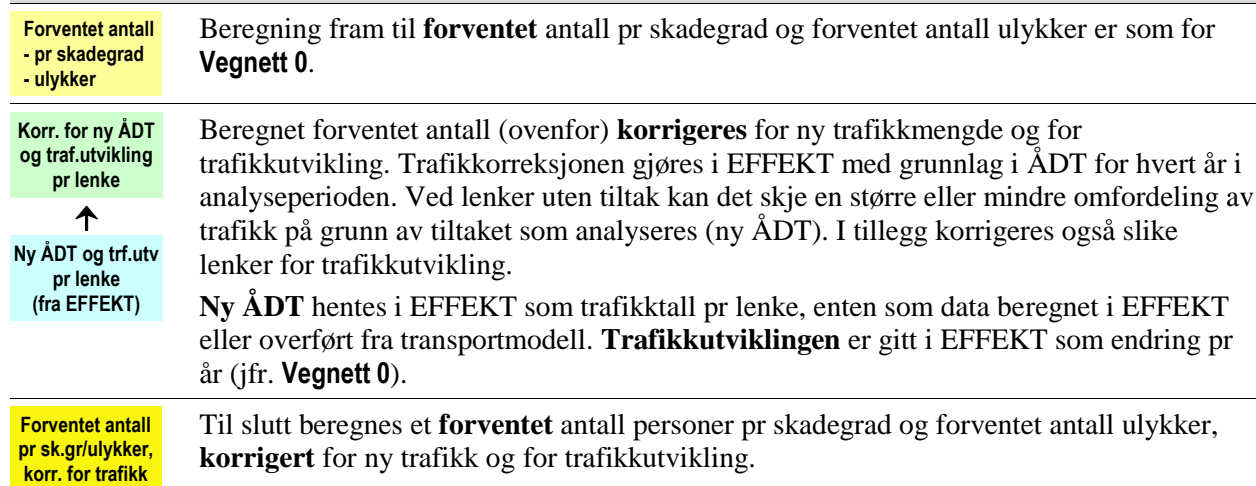 Forventet antall
- pr skadegrad
- ulykker
Beregning fram til forventet antall pr skadegrad og forventet antall ulykker er som for
Vegnett 0.
Korr. for ny ÅDT
og traf.utvikling
pr lenke
Ny ÅDT og trf.utv
pr lenke
(fra EFFEKT)
Beregnet forventet antall (ovenfor) korrigeres for ny trafikkmengde og for
trafikkutvikling. Trafikkorreksjonen gjøres i EFFEKT med grunnlag i ÅDT for hvert år i
analyseperioden. Ved lenker uten tiltak kan det skje en større eller mindre omfordeling av
trafikk på grunn av tiltaket som analyseres (ny ÅDT). I tillegg korrigeres også slike
lenker for trafikkutvikling.
Ny ÅDT hentes i EFFEKT som trafikktall pr lenke, enten som data beregnet i EFFEKT
eller overført fra transportmodell. Trafikkutviklingen er gitt i EFFEKT som endring pr
år (jfr. Vegnett 0).
Forventet antall
pr sk.gr/ulykker,
korr. for trafikk
Til slutt beregnes et forventet antall personer pr skadegrad og forventet antall ulykker,
korrigert for ny trafikk og for trafikkutvikling.